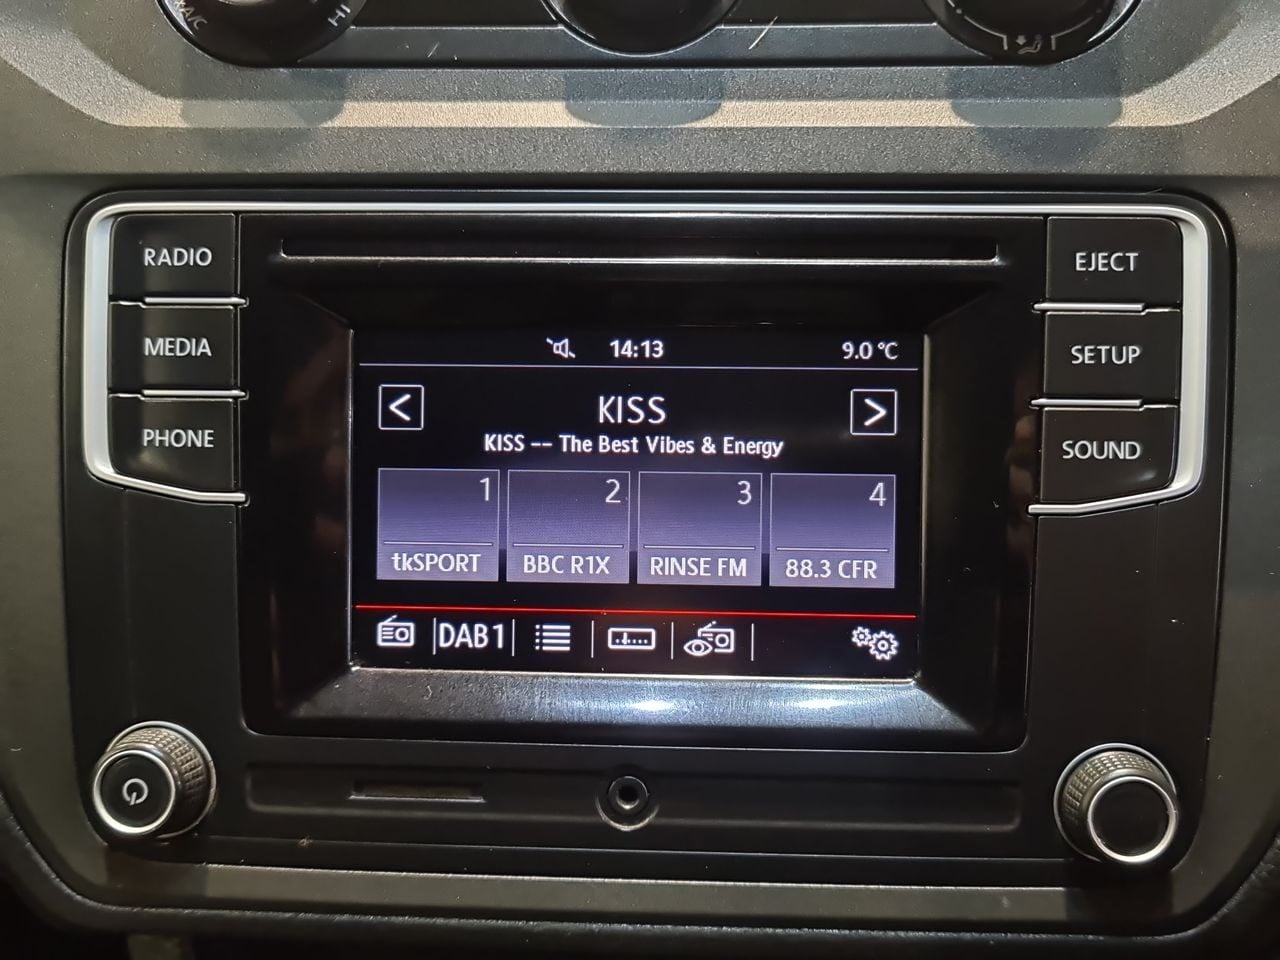 A/C
HI
RADIO
EJECT
MEDIA
SETUP
PHONE
SOUND
14:13
9.0 °C
< KISS >
KISS -- The Best Vibes & Energy
1 2 3 4
tkSPORT BBC R1X RINSE FM 88.3 CFR
DAB1